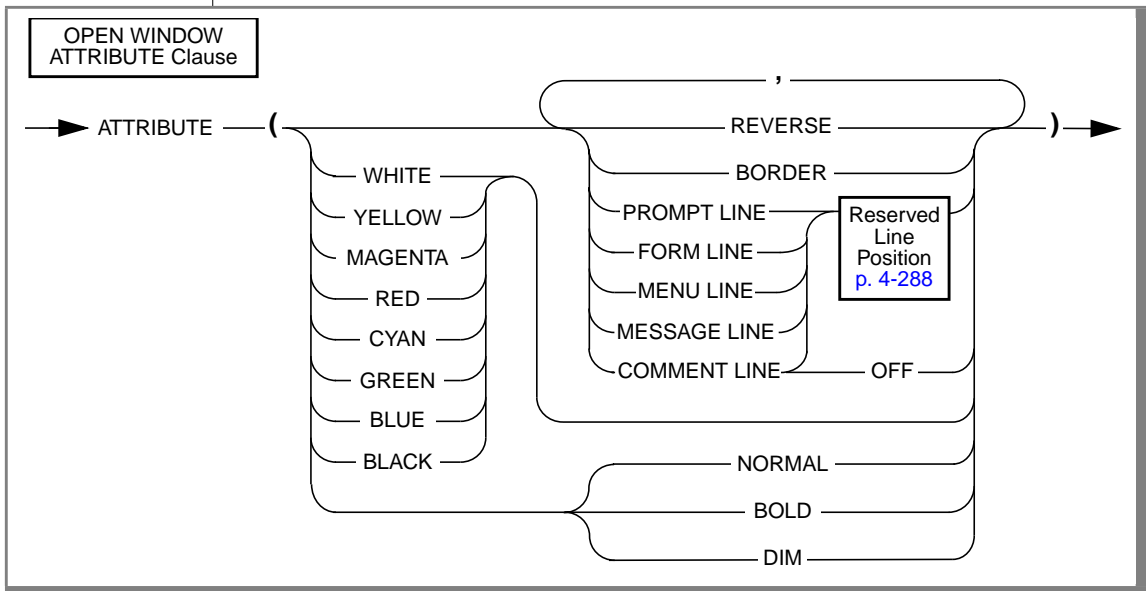 OPEN WINDOW
ATTRIBUTE Clause
,
ATTRIBUTE ( REVERSE )
WHITE BORDER
YELLOW PROMPT LINE Reserved
Line
Position
p. 4-288
MAGENTA FORM LINE
RED MENU LINE
CYAN MESSAGE LINE
GREEN COMMENT LINE OFF
BLUE
BLACK NORMAL
BOLD
DIM